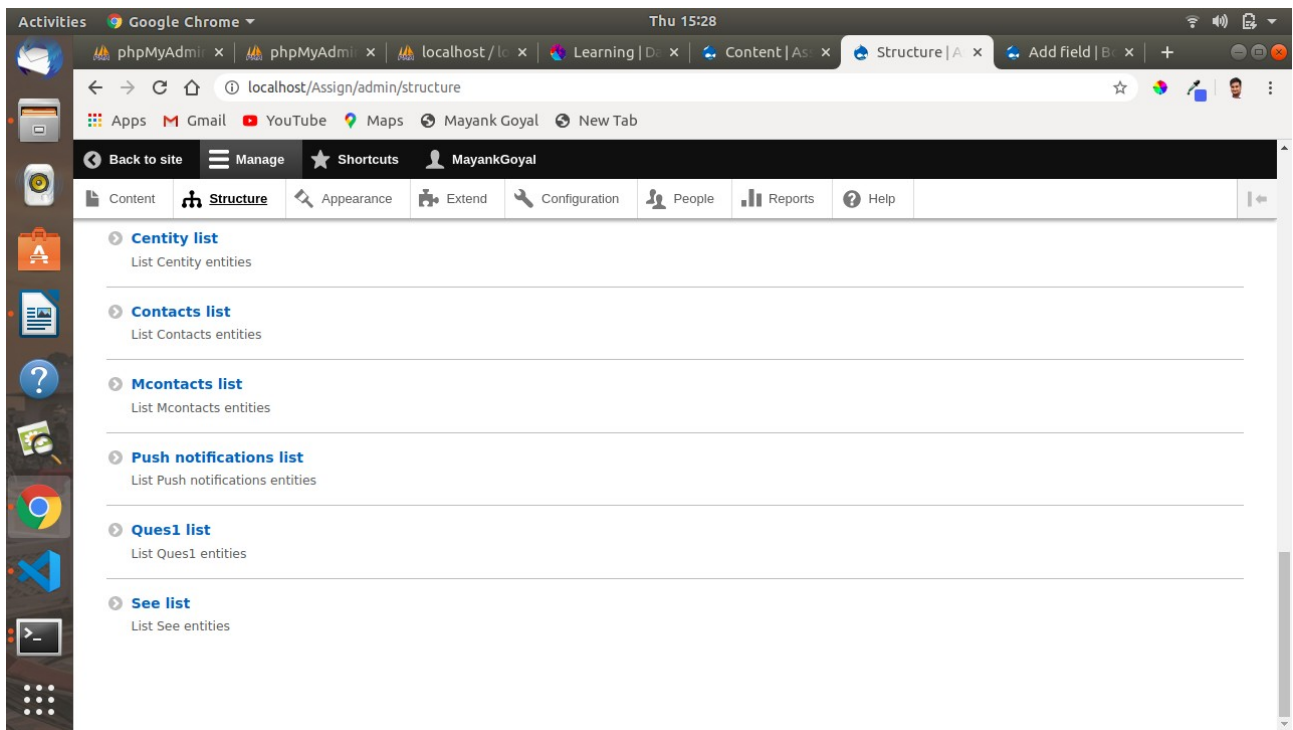 Activities Google Chrome Thu 15:28
phpMyAdmi phpMyAdmi localhost / lo Learning | Da Content | As Structure | A Add field | Bo
localhost/Assign/admin/structure
Apps Gmail YouTube Maps Mayank Goyal New Tab
Back to site Manage Shortcuts MayankGoyal
Content Structure Appearance Extend Configuration People Reports Help
Centity list
List Centity entities
Contacts list
List Contacts entities
Mcontacts list
List Mcontacts entities
Push notifications list
List Push notifications entities
Ques1 list
List Ques1 entities
See list
List See entities